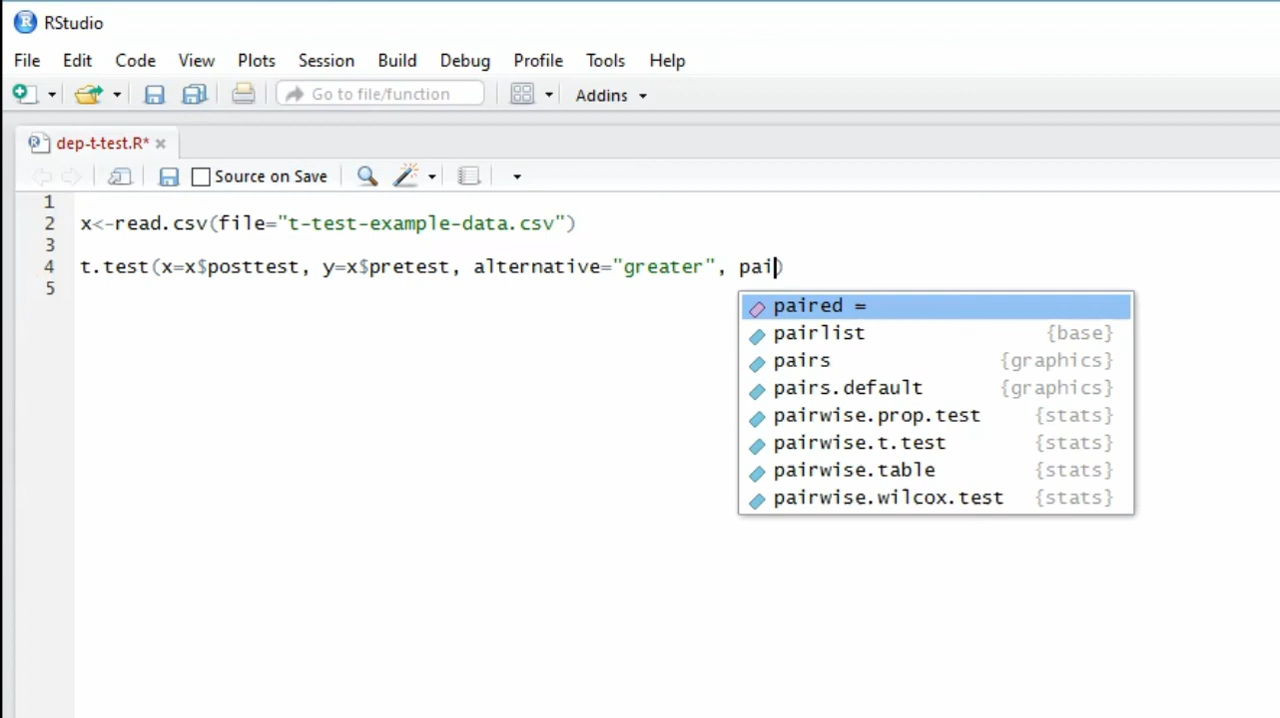 RStudio
File Edit Code View Plots Session Build Debug Profile Tools Help
Go to file/function Addins
dep-t-test.R*
Source on Save
1
2 x<-read.csv(file="t-test-example-data.csv")
3
4 t.test(x=x$posttest, y=x$pretest, alternative="greater", pai)
5
paired =
pairlist {base}
pairs {graphics}
pairs.default {graphics}
pairwise.prop.test {stats}
pairwise.t.test {stats}
pairwise.table {stats}
pairwise.wilcox.test {stats}